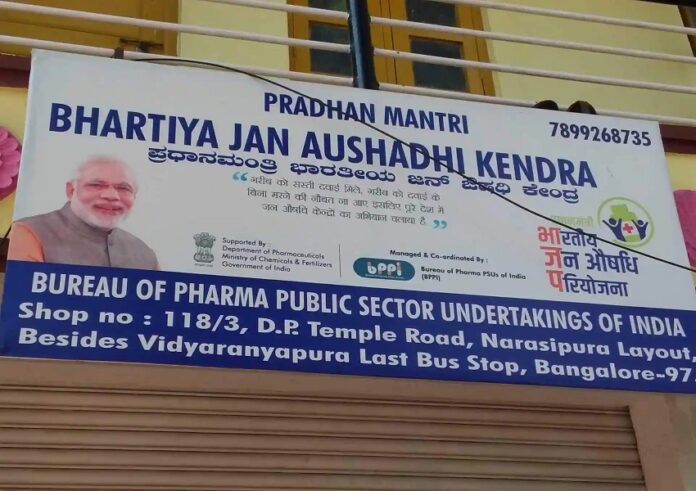 PRADHAN MANTRI
7899268735
BHARTIYA JAN AUSHADHI KENDRA
ಪ್ರಧಾನಮಂತ್ರಿ ಭಾರತೀಯ ಜನ್ ಔಷಧಿ ಕೇಂದ್ರ
“गरीब को सस्ती दवाई मिले, गरीब को दवाई के
बिना मरने की नौबत ना आए इसलिए पूरे देश में
जन औषधि केंद्रों का अभियान चलाया है.”
Supported By :
Department of Pharmaceuticals
Ministry of Chemicals & Fertilizers
Government of India
Managed & Co-ordinated By :
bppi
Bureau of Pharma PSUs of India
(BPPI)
प्रधानमंत्री
भारतीय
जन औषधि
परियोजना
BUREAU OF PHARMA PUBLIC SECTOR UNDERTAKINGS OF INDIA
Shop no : 118/3, D.P. Temple Road, Narasipura Layout,
Besides Vidyaranyapura Last Bus Stop, Bangalore-97.